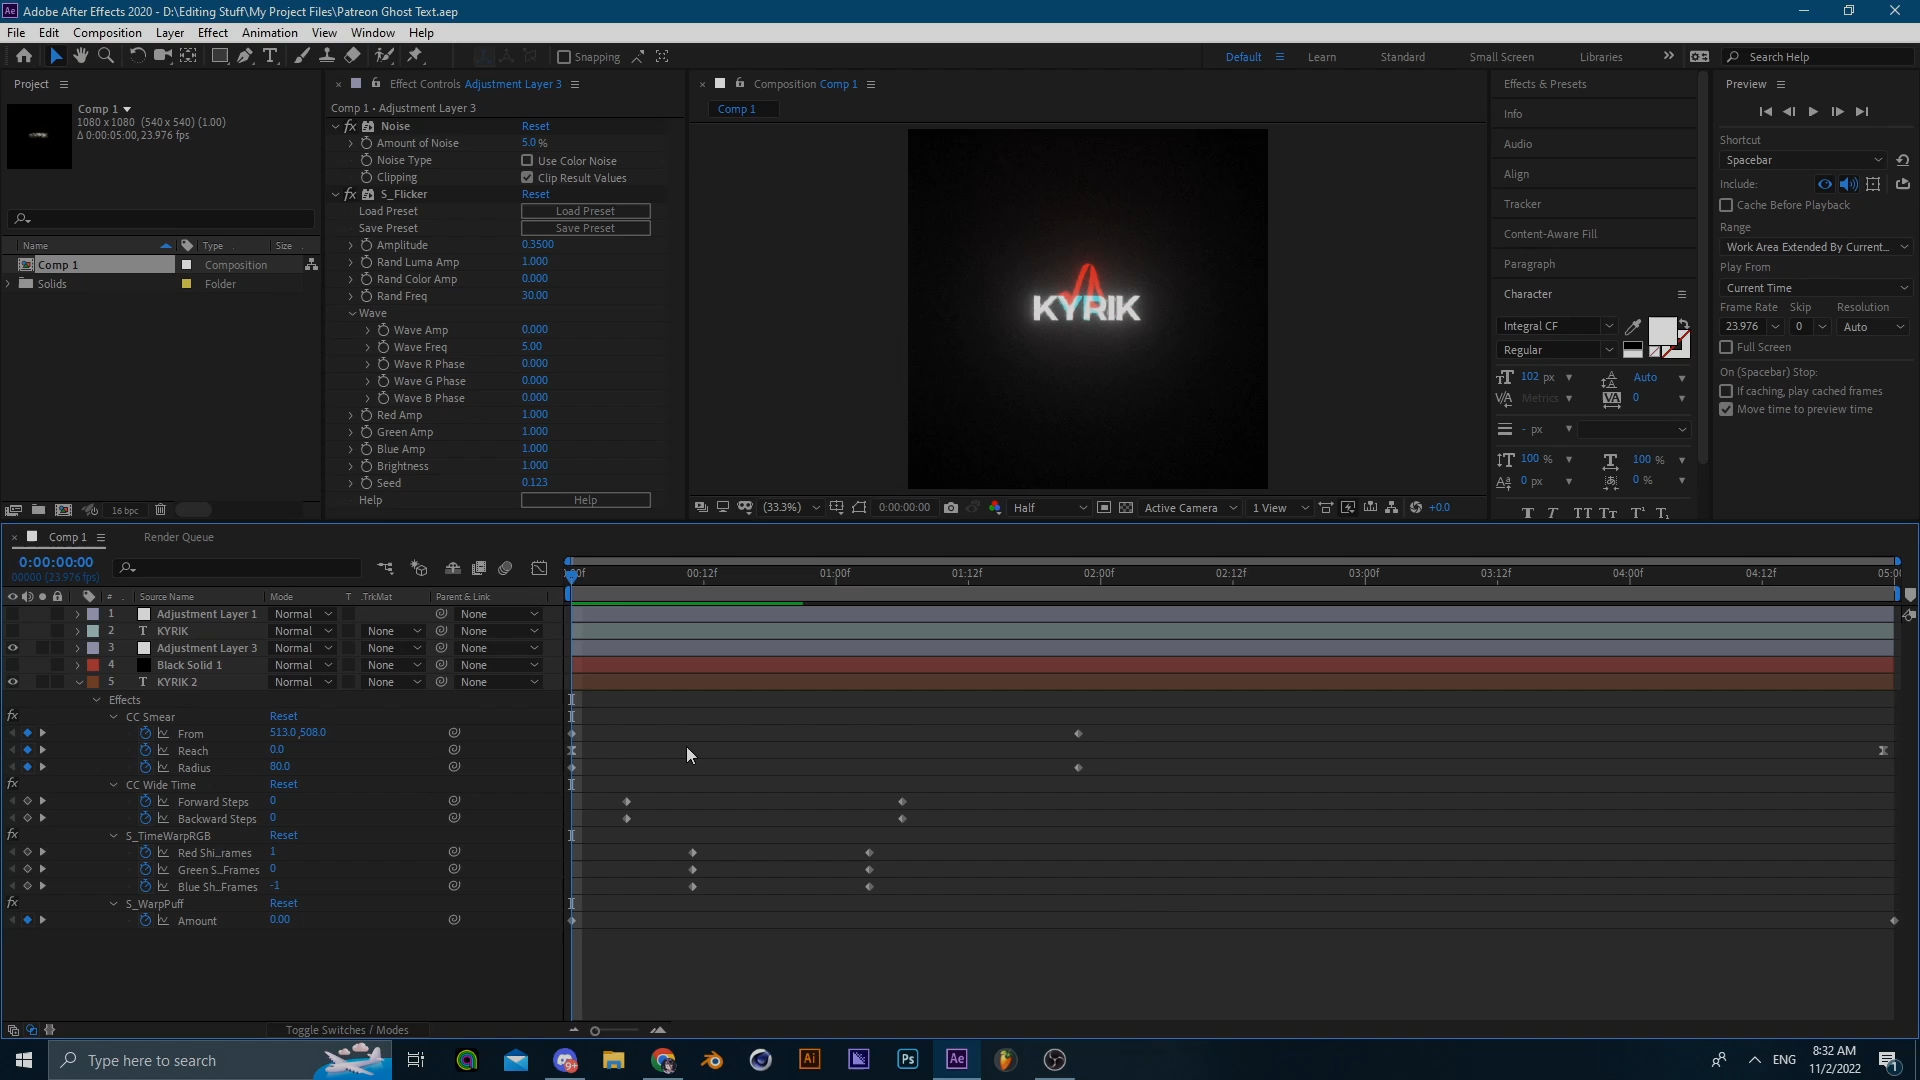 Adobe After Effects 2020 - D:\Editing Stuff\My Project Files\Patreon Ghost Text.aep
File Edit Composition Layer Effect Animation View Window Help
Snapping
Default Learn Standard Small Screen Libraries Search Help
Project
Comp 1
1080 x 1080 (540 x 540) (1.00)
Δ 0:00:05:00, 23.976 fps
Name Type Size
Comp 1 Composition
Solids Folder
16 bpc
Effect Controls Adjustment Layer 3
Comp 1 - Adjustment Layer 3
fx Noise Reset
Amount of Noise 5.0 %
Noise Type Use Color Noise
Clipping Clip Result Values
fx S_Flicker Reset
Load Preset Load Preset
Save Preset Save Preset
Amplitude 0.3500
Rand Luma Amp 1.000
Rand Color Amp 0.000
Rand Freq 30.00
Wave
Wave Amp 0.000
Wave Freq 5.00
Wave R Phase 0.000
Wave G Phase 0.000
Wave B Phase 0.000
Red Amp 1.000
Green Amp 1.000
Blue Amp 1.000
Brightness 1.000
Seed 0.123
Help Help
Composition Comp 1
Comp 1
KYRIK
(33.3%) 0:00:00:00 Half Active Camera 1 View +0.0
Effects & Presets
Info
Audio
Align
Tracker
Content-Aware Fill
Paragraph
Character
Integral CF
Regular
102 px Auto
Metrics 0
- px
100 % 100 %
0 px 0 %
T T TT Tт T¹ T₁
Preview
Shortcut
Spacebar
Include:
Cache Before Playback
Range
Work Area Extended By Current...
Play From
Current Time
Frame Rate Skip Resolution
23.976 0 Auto
Full Screen
On (Spacebar) Stop:
If caching, play cached frames
Move time to preview time
Comp 1 Render Queue
0:00:00:00
00000 (23.976 fps)
:00f 00:12f 01:00f 01:12f 02:00f 02:12f 03:00f 03:12f 04:00f 04:12f 05:00
# Source Name Mode T .TrkMat Parent & Link
1 Adjustment Layer 1 Normal None
2 T KYRIK Normal None None
3 Adjustment Layer 3 Normal None None
4 Black Solid 1 Normal None None
5 T KYRIK 2 Normal None None
Effects
fx CC Smear Reset
From 513.0,508.0
Reach 0.0
Radius 80.0
fx CC Wide Time Reset
Forward Steps 0
Backward Steps 0
fx S_TimeWarpRGB Reset
Red Shi...rames 1
Green S...Frames 0
Blue Sh...Frames -1
fx S_WarpPuff Reset
Amount 0.00
Toggle Switches / Modes
Type here to search
9+
Ai
Ps
Ae
ENG
8:32 AM
11/2/2022
1